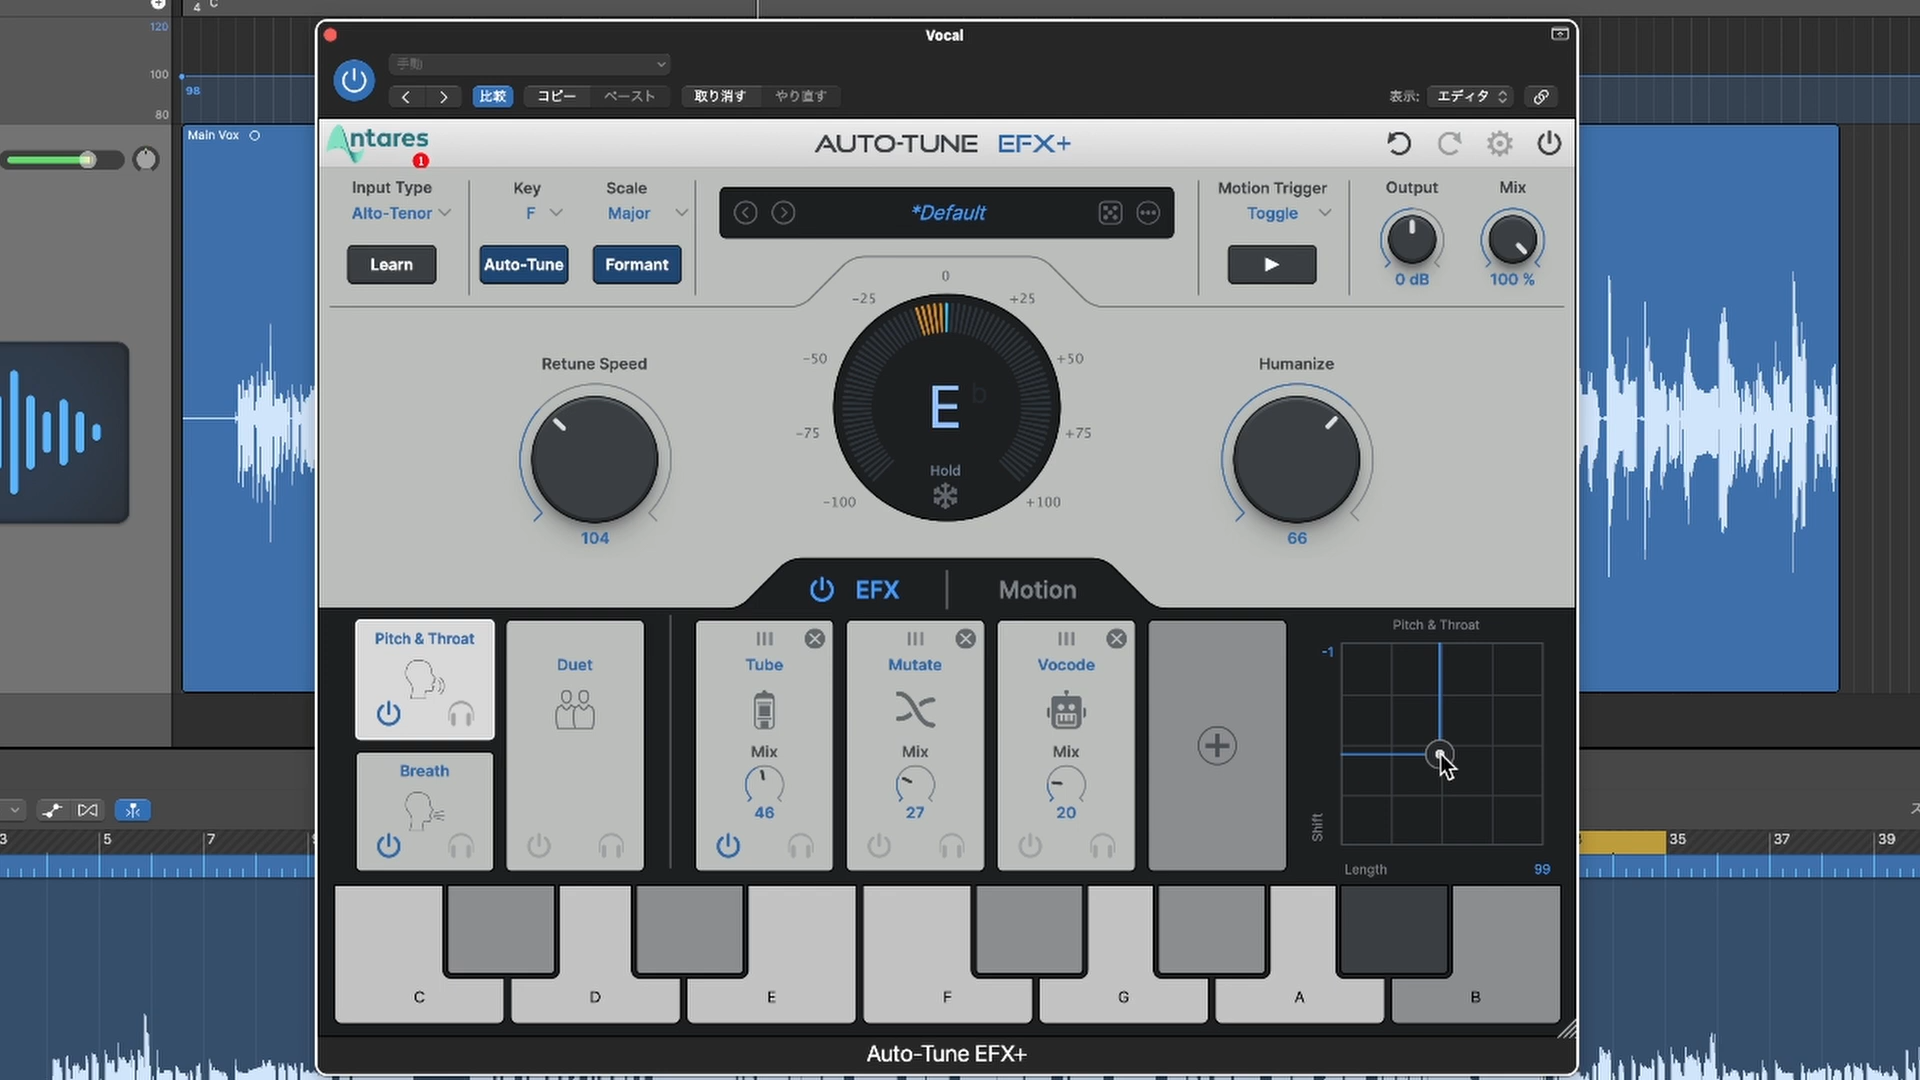 4 C
120
100
98
80
Main Vox
Vocal
手動
比較
コピー
ペースト
取り消す
やり直す
表示:
エディタ
Antares
1
AUTO-TUNE EFX+
Input Type
Alto-Tenor
Learn
Key
F
Scale
Major
Auto-Tune
Formant
*Default
Motion Trigger
Toggle
Output
0 dB
Mix
100 %
0
-25
+25
-50
+50
-75
+75
-100
+100
E b
Hold
Retune Speed
104
Humanize
66
EFX
Motion
Pitch & Throat
Breath
Duet
Tube
Mix
46
Mutate
Mix
27
Vocode
Mix
20
Pitch & Throat
-1
Shift
Length
99
3
5
7
35
37
39
C
D
E
F
G
A
B
Auto-Tune EFX+